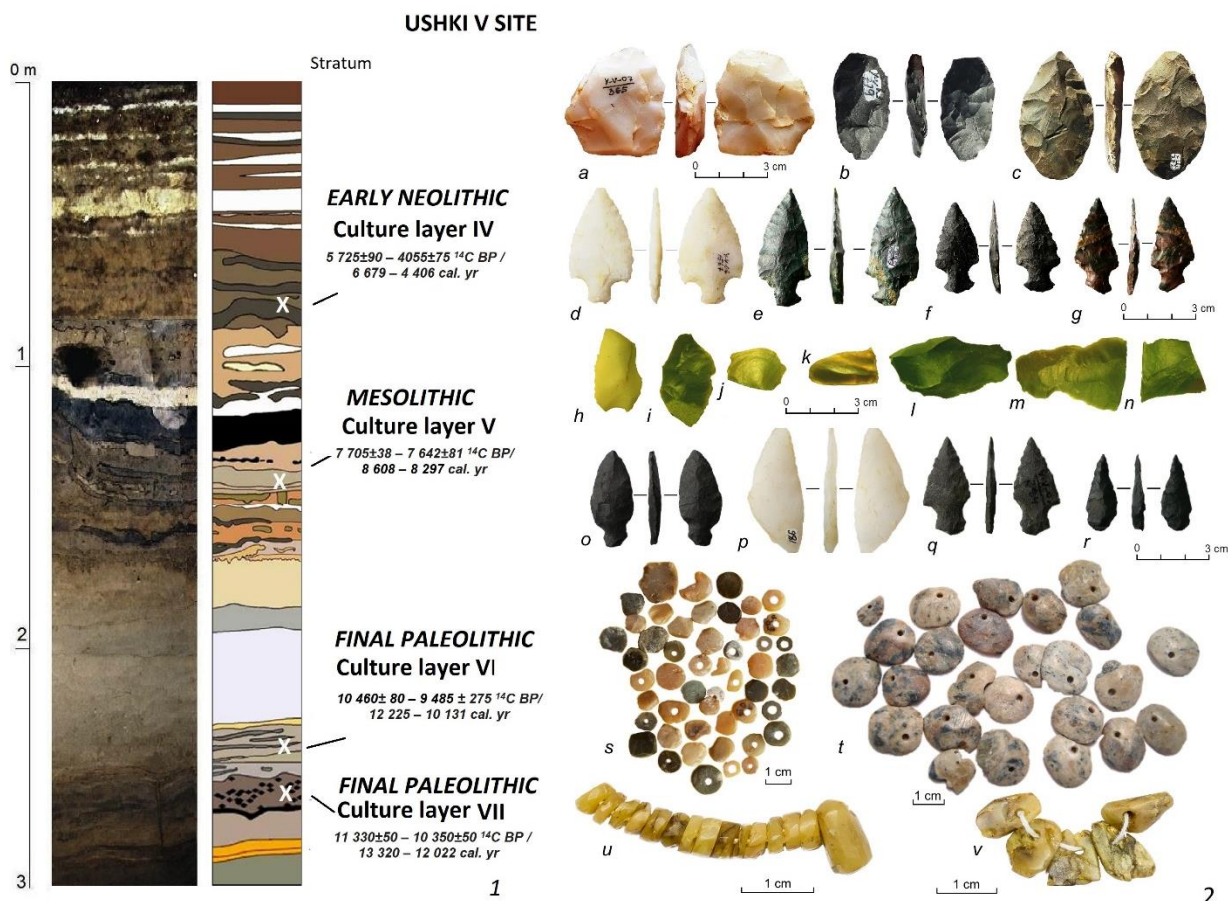 USHKI V SITE
0 m
Stratum
EARLY NEOLITHIC
Culture layer IV
5 725±90 – 4055±75 ¹⁴C BP /
6 679 – 4 406 cal. yr
X
1
MESOLITHIC
Culture layer V
7 705±38 – 7 642±81 ¹⁴C BP/
8 608 – 8 297 cal. yr
X
2
FINAL PALEOLITHIC
Culture layer VI
10 460± 80 – 9 485 ± 275 ¹⁴C BP/
12 225 – 10 131 cal. yr
X
FINAL PALEOLITHIC
Culture layer VII
11 330±50 – 10 350±50 ¹⁴C BP /
13 320 – 12 022 cal. yr
X
3
1
a
0 3 cm
b
c
d
e
f
g
0 3 cm
h
i
j
k
0 3 cm
l
m
n
o
186
p
q
r
0 3 cm
s
1 cm
t
1 cm
u
1 cm
v
1 cm
2